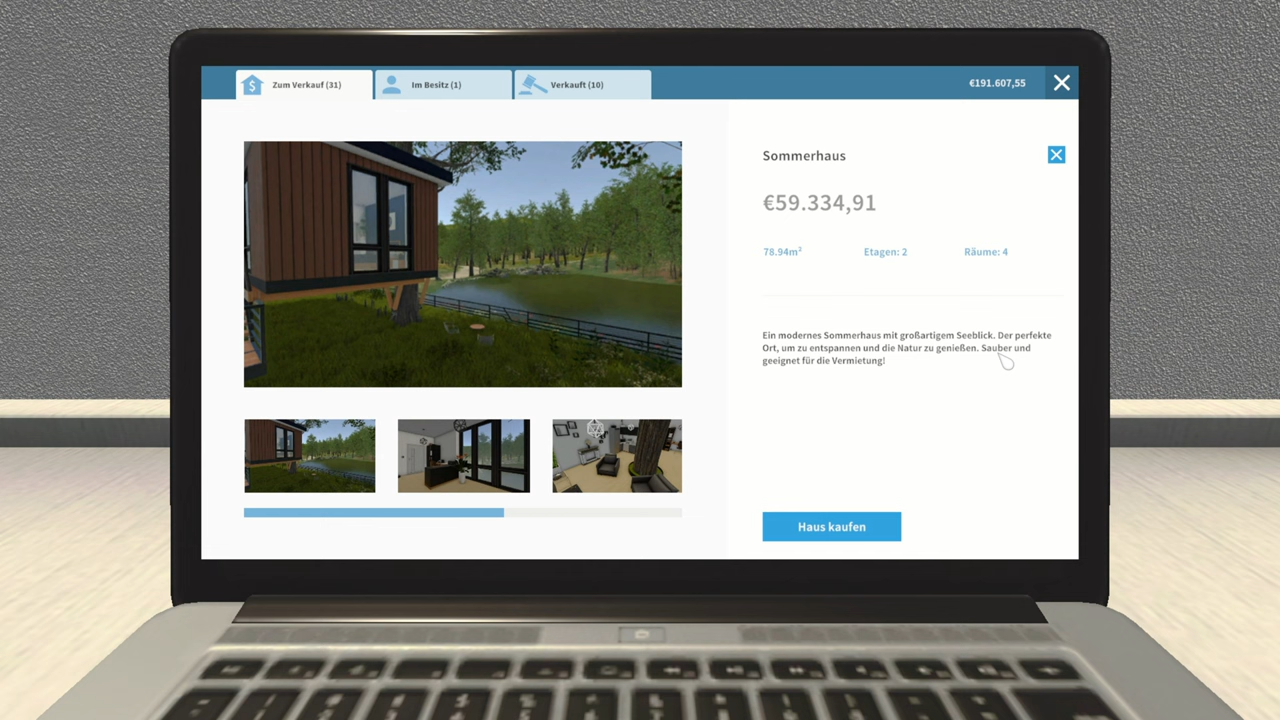 Zum Verkauf (31)
Im Besitz (1)
Verkauft (10)
€191.607,55
Sommerhaus
€59.334,91
78.94m²
Etagen: 2
Räume: 4
Ein modernes Sommerhaus mit großartigem Seeblick. Der perfekte
Ort, um zu entspannen und die Natur zu genießen. Sauber und
geeignet für die Vermietung!
Haus kaufen